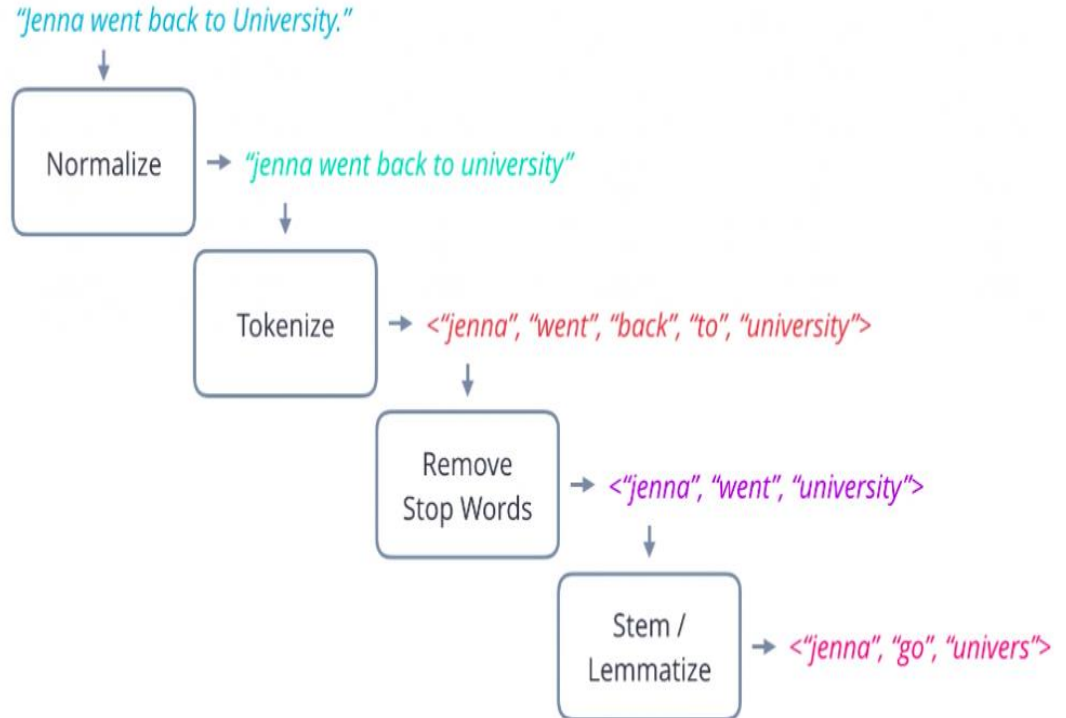 “Jenna went back to University.”
Normalize
“jenna went back to university”
Tokenize
<“jenna”, “went”, “back”, “to”, “university”>
Remove
Stop Words
<“jenna”, “went”, “university”>
Stem /
Lemmatize
<“jenna”, “go”, “univers”>